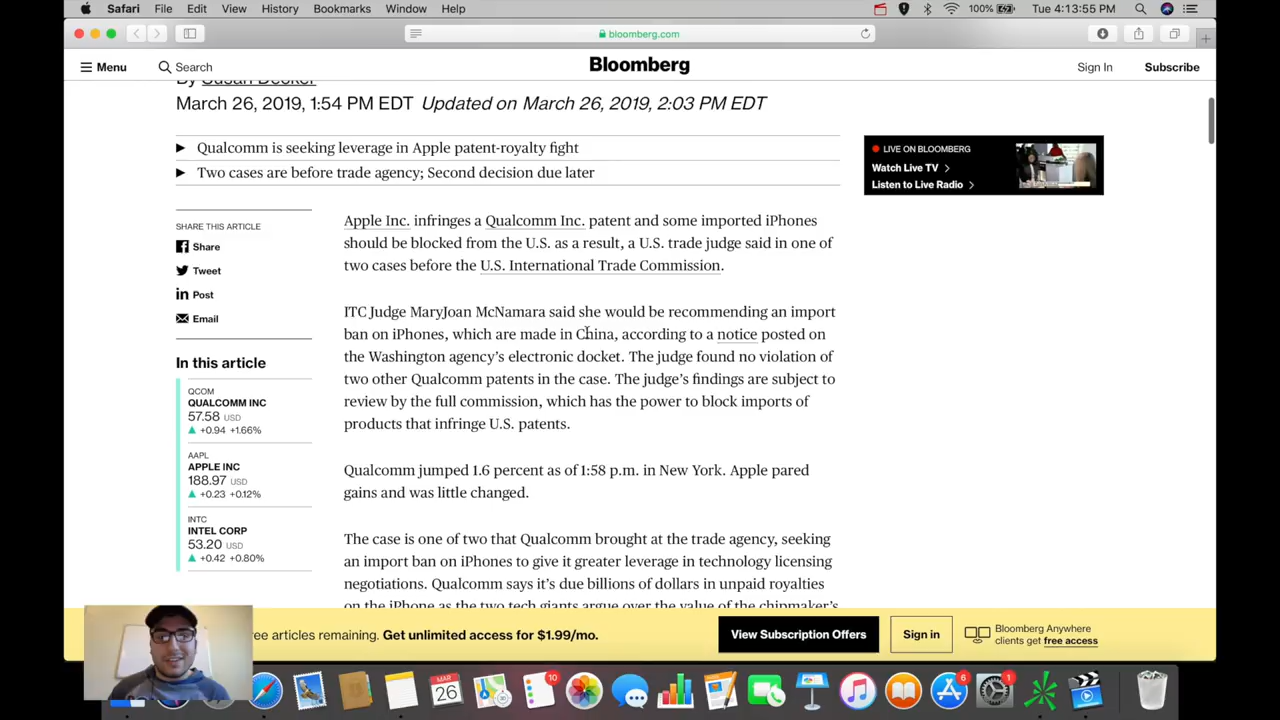 Safari File Edit View History Bookmarks Window Help 100% Tue 4:13:55 PM
bloomberg.com
Menu Search Bloomberg Sign In Subscribe
By Susan Decker
March 26, 2019, 1:54 PM EDT Updated on March 26, 2019, 2:03 PM EDT
Qualcomm is seeking leverage in Apple patent-royalty fight
Two cases are before trade agency; Second decision due later
LIVE ON BLOOMBERG
Watch Live TV
Listen to Live Radio
SHARE THIS ARTICLE
Share
Tweet
Post
Email
In this article
QCOM
QUALCOMM INC
57.58 USD
+0.94 +1.66%
AAPL
APPLE INC
188.97 USD
+0.23 +0.12%
INTC
INTEL CORP
53.20 USD
+0.42 +0.80%
Apple Inc. infringes a Qualcomm Inc. patent and some imported iPhones
should be blocked from the U.S. as a result, a U.S. trade judge said in one of
two cases before the U.S. International Trade Commission.
ITC Judge MaryJoan McNamara said she would be recommending an import
ban on iPhones, which are made in China, according to a notice posted on
the Washington agency's electronic docket. The judge found no violation of
two other Qualcomm patents in the case. The judge's findings are subject to
review by the full commission, which has the power to block imports of
products that infringe U.S. patents.
Qualcomm jumped 1.6 percent as of 1:58 p.m. in New York. Apple pared
gains and was little changed.
The case is one of two that Qualcomm brought at the trade agency, seeking
an import ban on iPhones to give it greater leverage in technology licensing
negotiations. Qualcomm says it's due billions of dollars in unpaid royalties
on the iPhone as the two tech giants argue over the value of the chipmaker's
articles remaining. Get unlimited access for $1.99/mo.
View Subscription Offers
Sign in
Bloomberg Anywhere
clients get free access
10
MAR
26
6
1